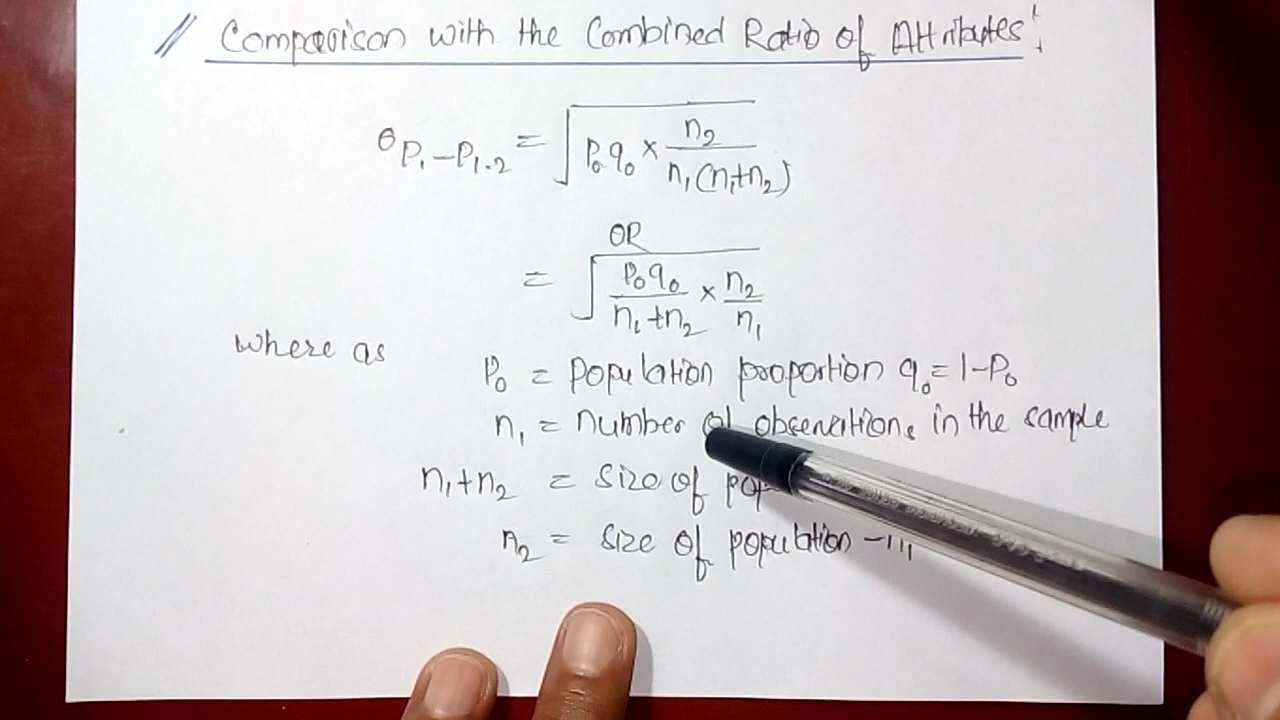 // Comparison with the Combined Ratio of Attributes!
σP₁−P₁.₂ = √(P₀q₀ × n₂/n₁(n₁+n₂))
OR
= √(P₀q₀/n₁+n₂ × n₂/n₁)
where as
P₀ = Population proportion q₀ = 1−P₀
n₁ = number of observations in the sample
n₁+n₂ = Size of
n₂ = Size of population −n₁